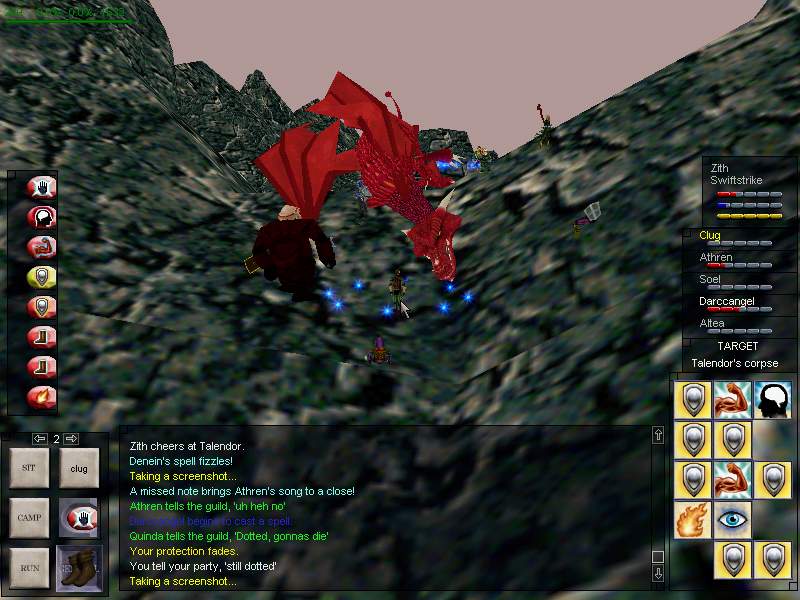 Zith
Swiftstrike
Clug
Athren
Soel
Darccangel
Altea
TARGET
Talendor's corpse
2
SIT
clug
CAMP
RUN
Zith cheers at Talendor.
Denein's spell fizzles!
Taking a screenshot...
A missed note brings Athren's song to a close!
Athren tells the guild, 'uh heh no'
Darccangel begins to cast a spell.
Quinda tells the guild, 'Dotted, gonnas die'
Your protection fades.
You tell your party, 'still dotted'
Taking a screenshot...